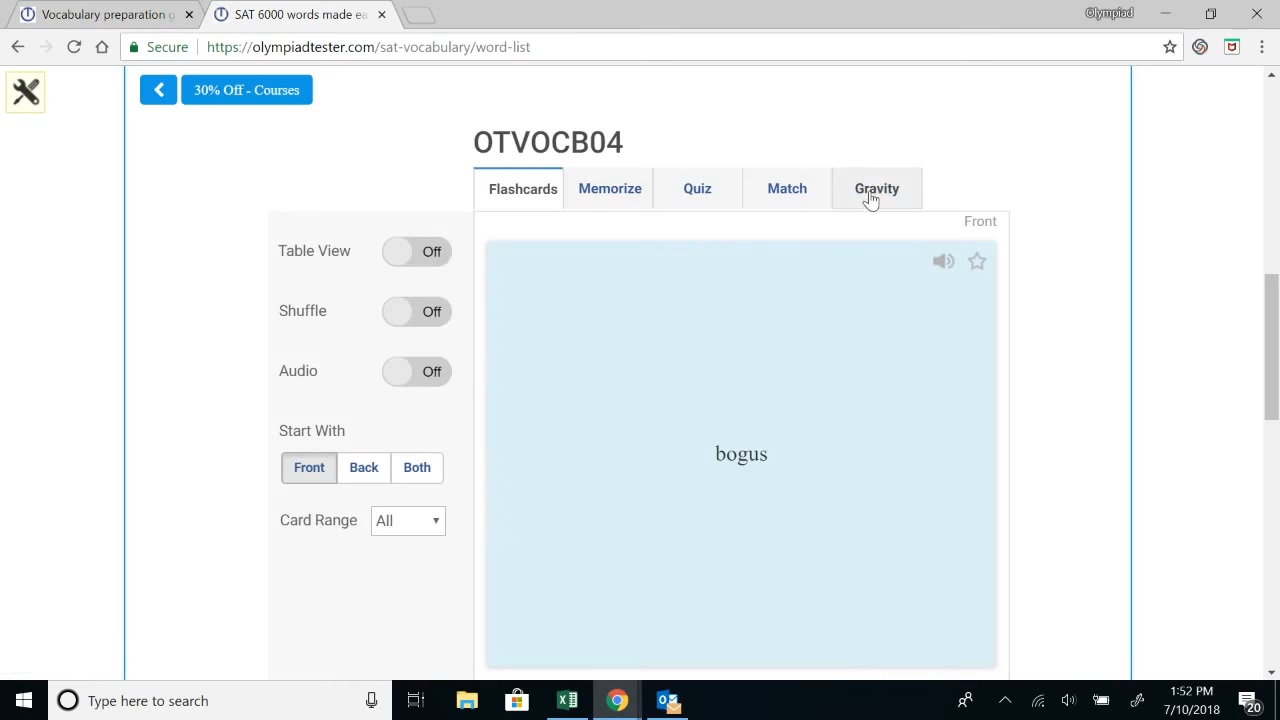 Vocabulary preparation g
SAT 6000 words made ea
Olympiad
Secure
https://olympiadtester.com/sat-vocabulary/word-list
30% Off - Courses
OTVOCB04
Flashcards
Memorize
Quiz
Match
Gravity
Front
Table View
Off
Shuffle
Off
Audio
Off
Start With
Front
Back
Both
Card Range
All
bogus
Type here to search
1:52 PM
7/10/2018
20